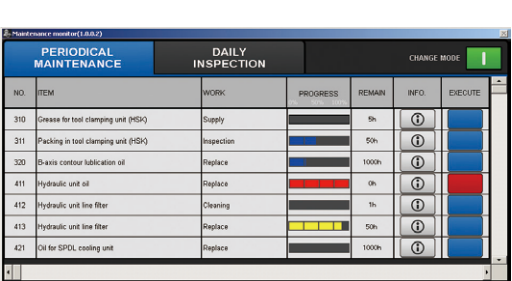 Maintenance monitor(1.0.0.2)
PERIODICAL
MAINTENANCE
DAILY
INSPECTION
CHANGE MODE
NO. ITEM WORK PROGRESS REMAIN INFO. EXECUTE
0% 50% 100%
310 Grease for tool clamping unit (HSK) Supply 5h
311 Packing in tool clamping unit (HSK) Inspection 50h
320 B-axis contour lublication oil Replace 1000h
411 Hydraulic unit oil Replace 0h
412 Hydraulic unit line filter Cleaning 1h
413 Hydraulic unit line filter Replace 50h
421 Oil for SPDL cooling unit Replace 1000h